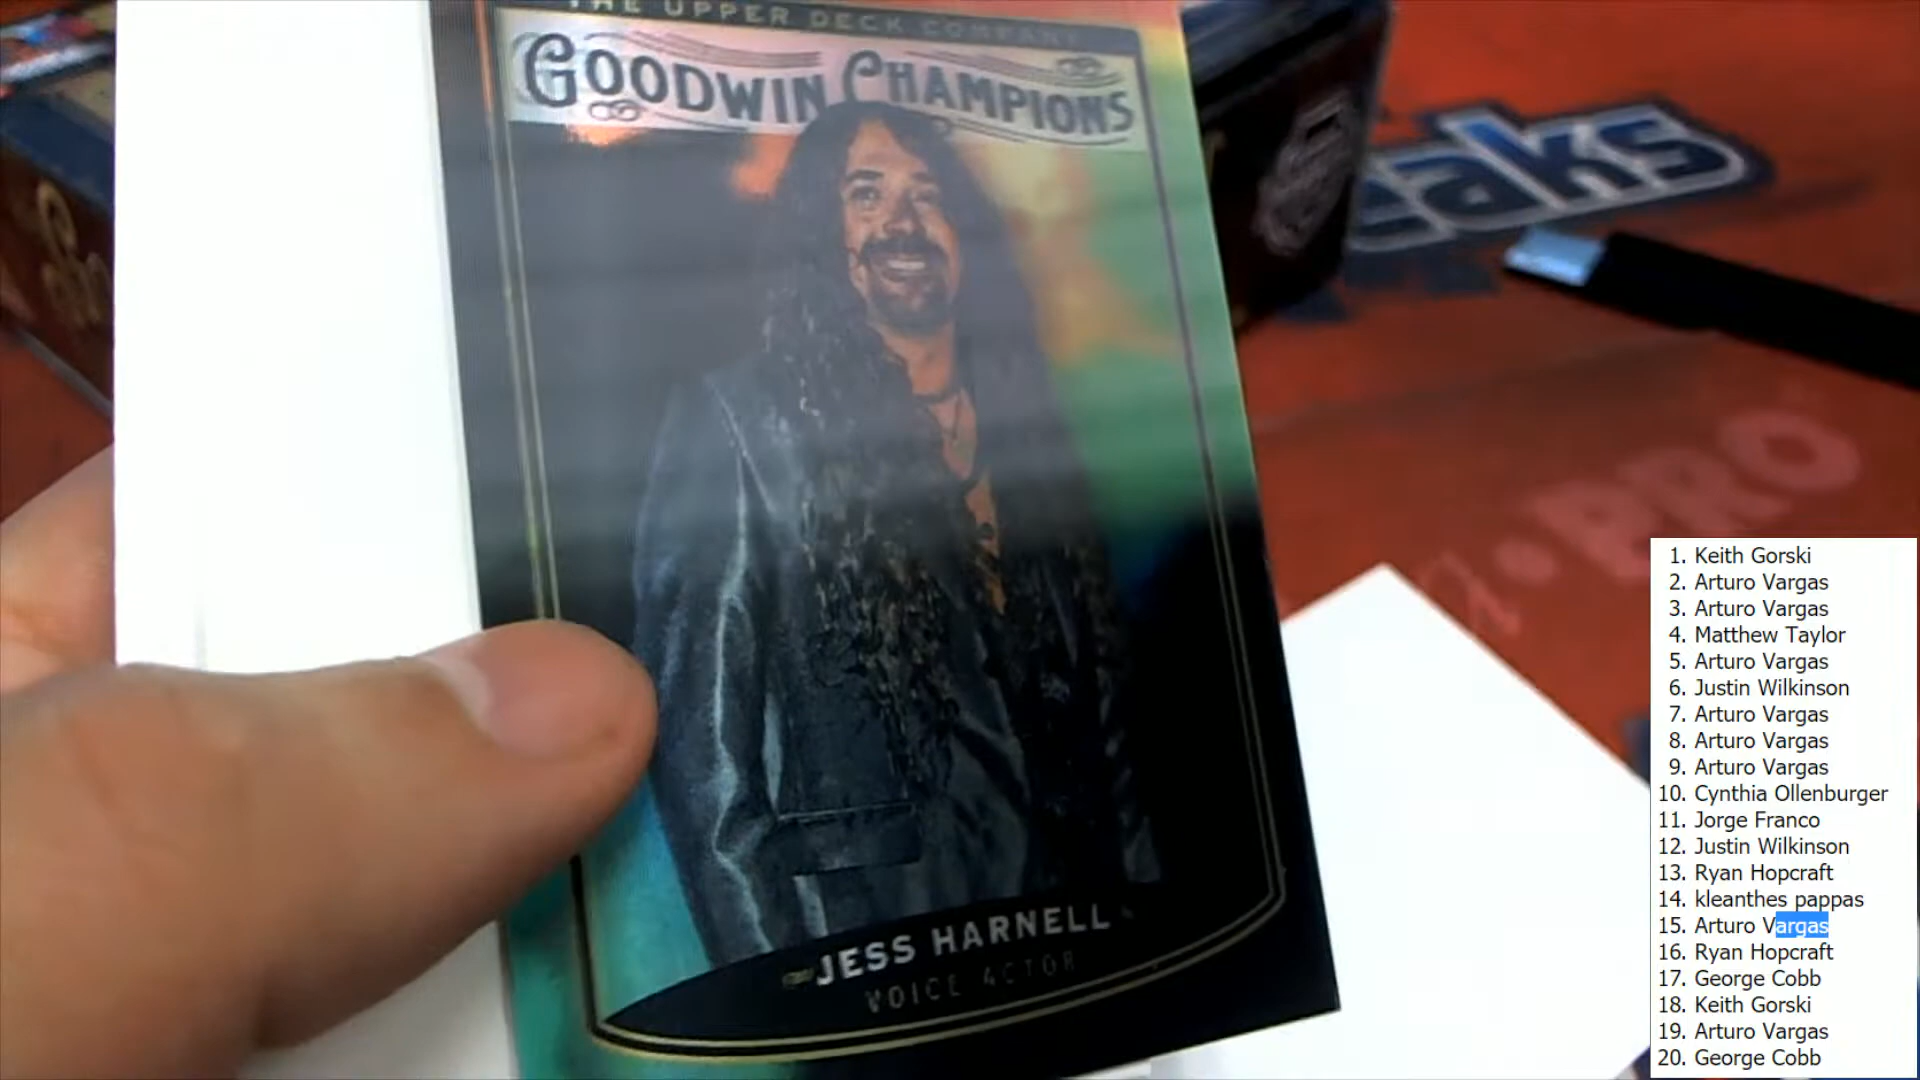 THE UPPER DECK COMPANY
GOODWIN CHAMPIONS
JESS HARNELL
VOICE ACTOR
eaks
PRO
1. Keith Gorski
2. Arturo Vargas
3. Arturo Vargas
4. Matthew Taylor
5. Arturo Vargas
6. Justin Wilkinson
7. Arturo Vargas
8. Arturo Vargas
9. Arturo Vargas
10. Cynthia Ollenburger
11. Jorge Franco
12. Justin Wilkinson
13. Ryan Hopcraft
14. kleanthes pappas
15. Arturo Vargas
16. Ryan Hopcraft
17. George Cobb
18. Keith Gorski
19. Arturo Vargas
20. George Cobb